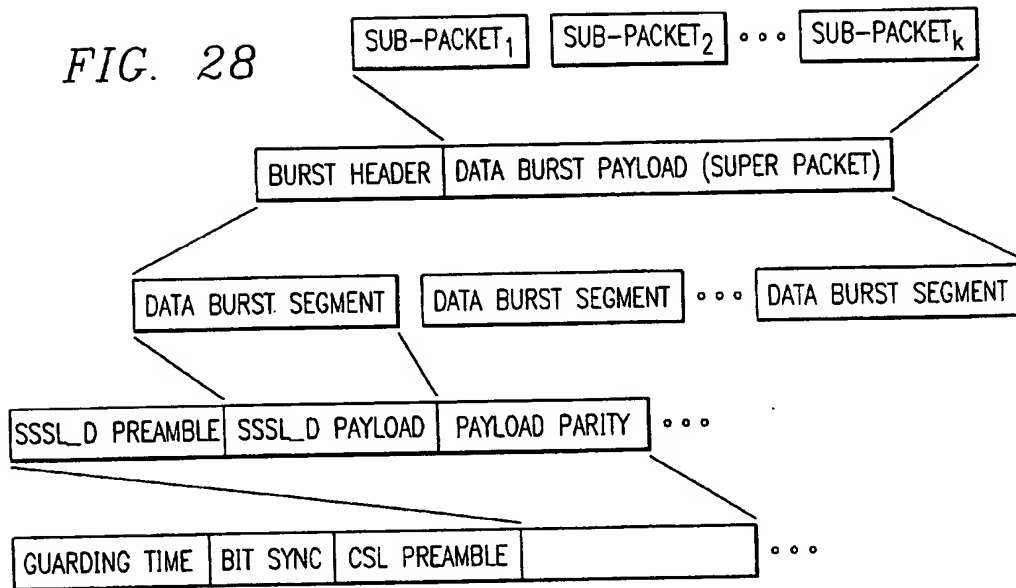 FIG. 28
SUB-PACKET1 SUB-PACKET2 ∘∘∘ SUB-PACKETk
BURST HEADER DATA BURST PAYLOAD (SUPER PACKET)
DATA BURST SEGMENT DATA BURST SEGMENT ∘∘∘ DATA BURST SEGMENT
SSSL_D PREAMBLE SSSL_D PAYLOAD PAYLOAD PARITY ∘∘∘
GUARDING TIME BIT SYNC CSL PREAMBLE ∘∘∘